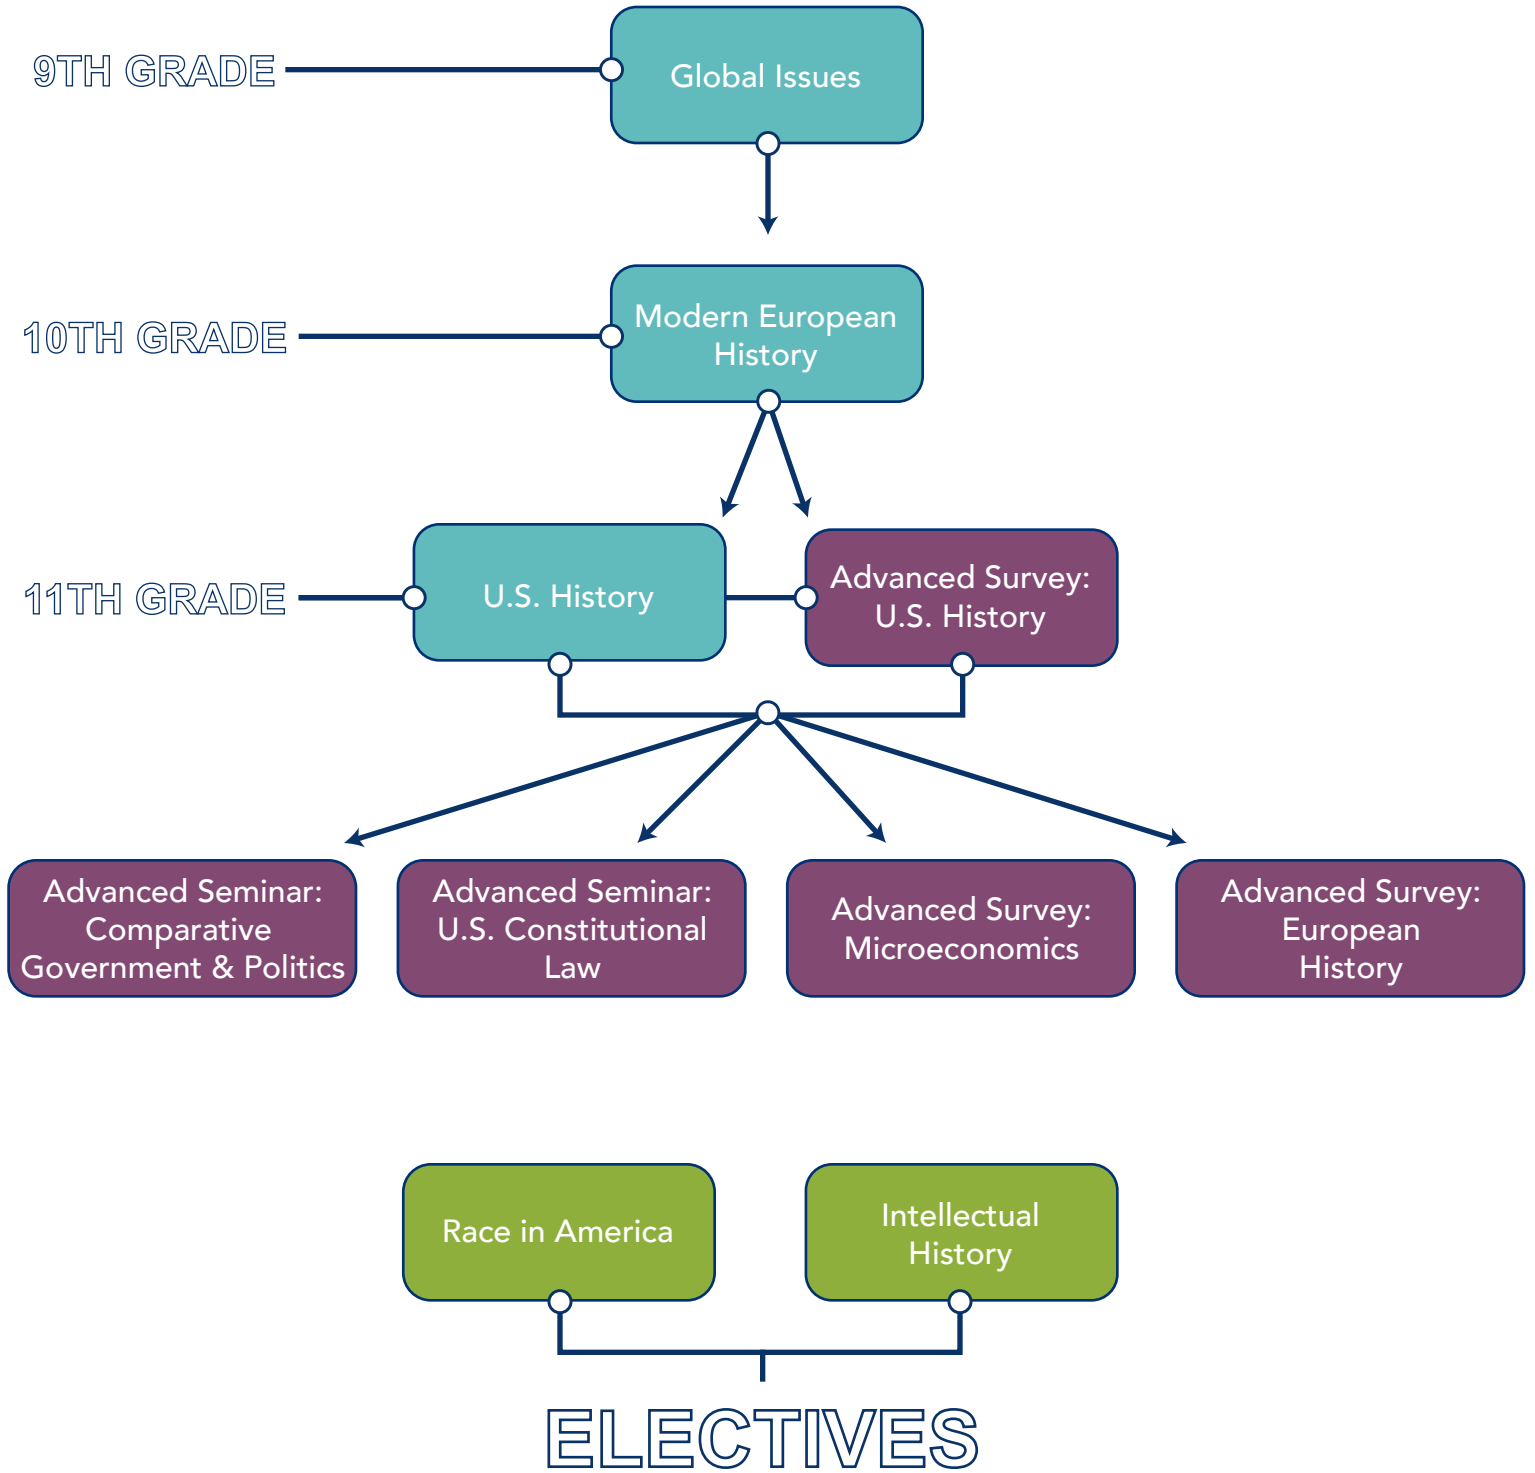 9TH GRADE
Global Issues
10TH GRADE
Modern European
History
11TH GRADE
U.S. History
Advanced Survey:
U.S. History
Advanced Seminar:
Comparative
Government & Politics
Advanced Seminar:
U.S. Constitutional
Law
Advanced Survey:
Microeconomics
Advanced Survey:
European
History
Race in America
Intellectual
History
ELECTIVES